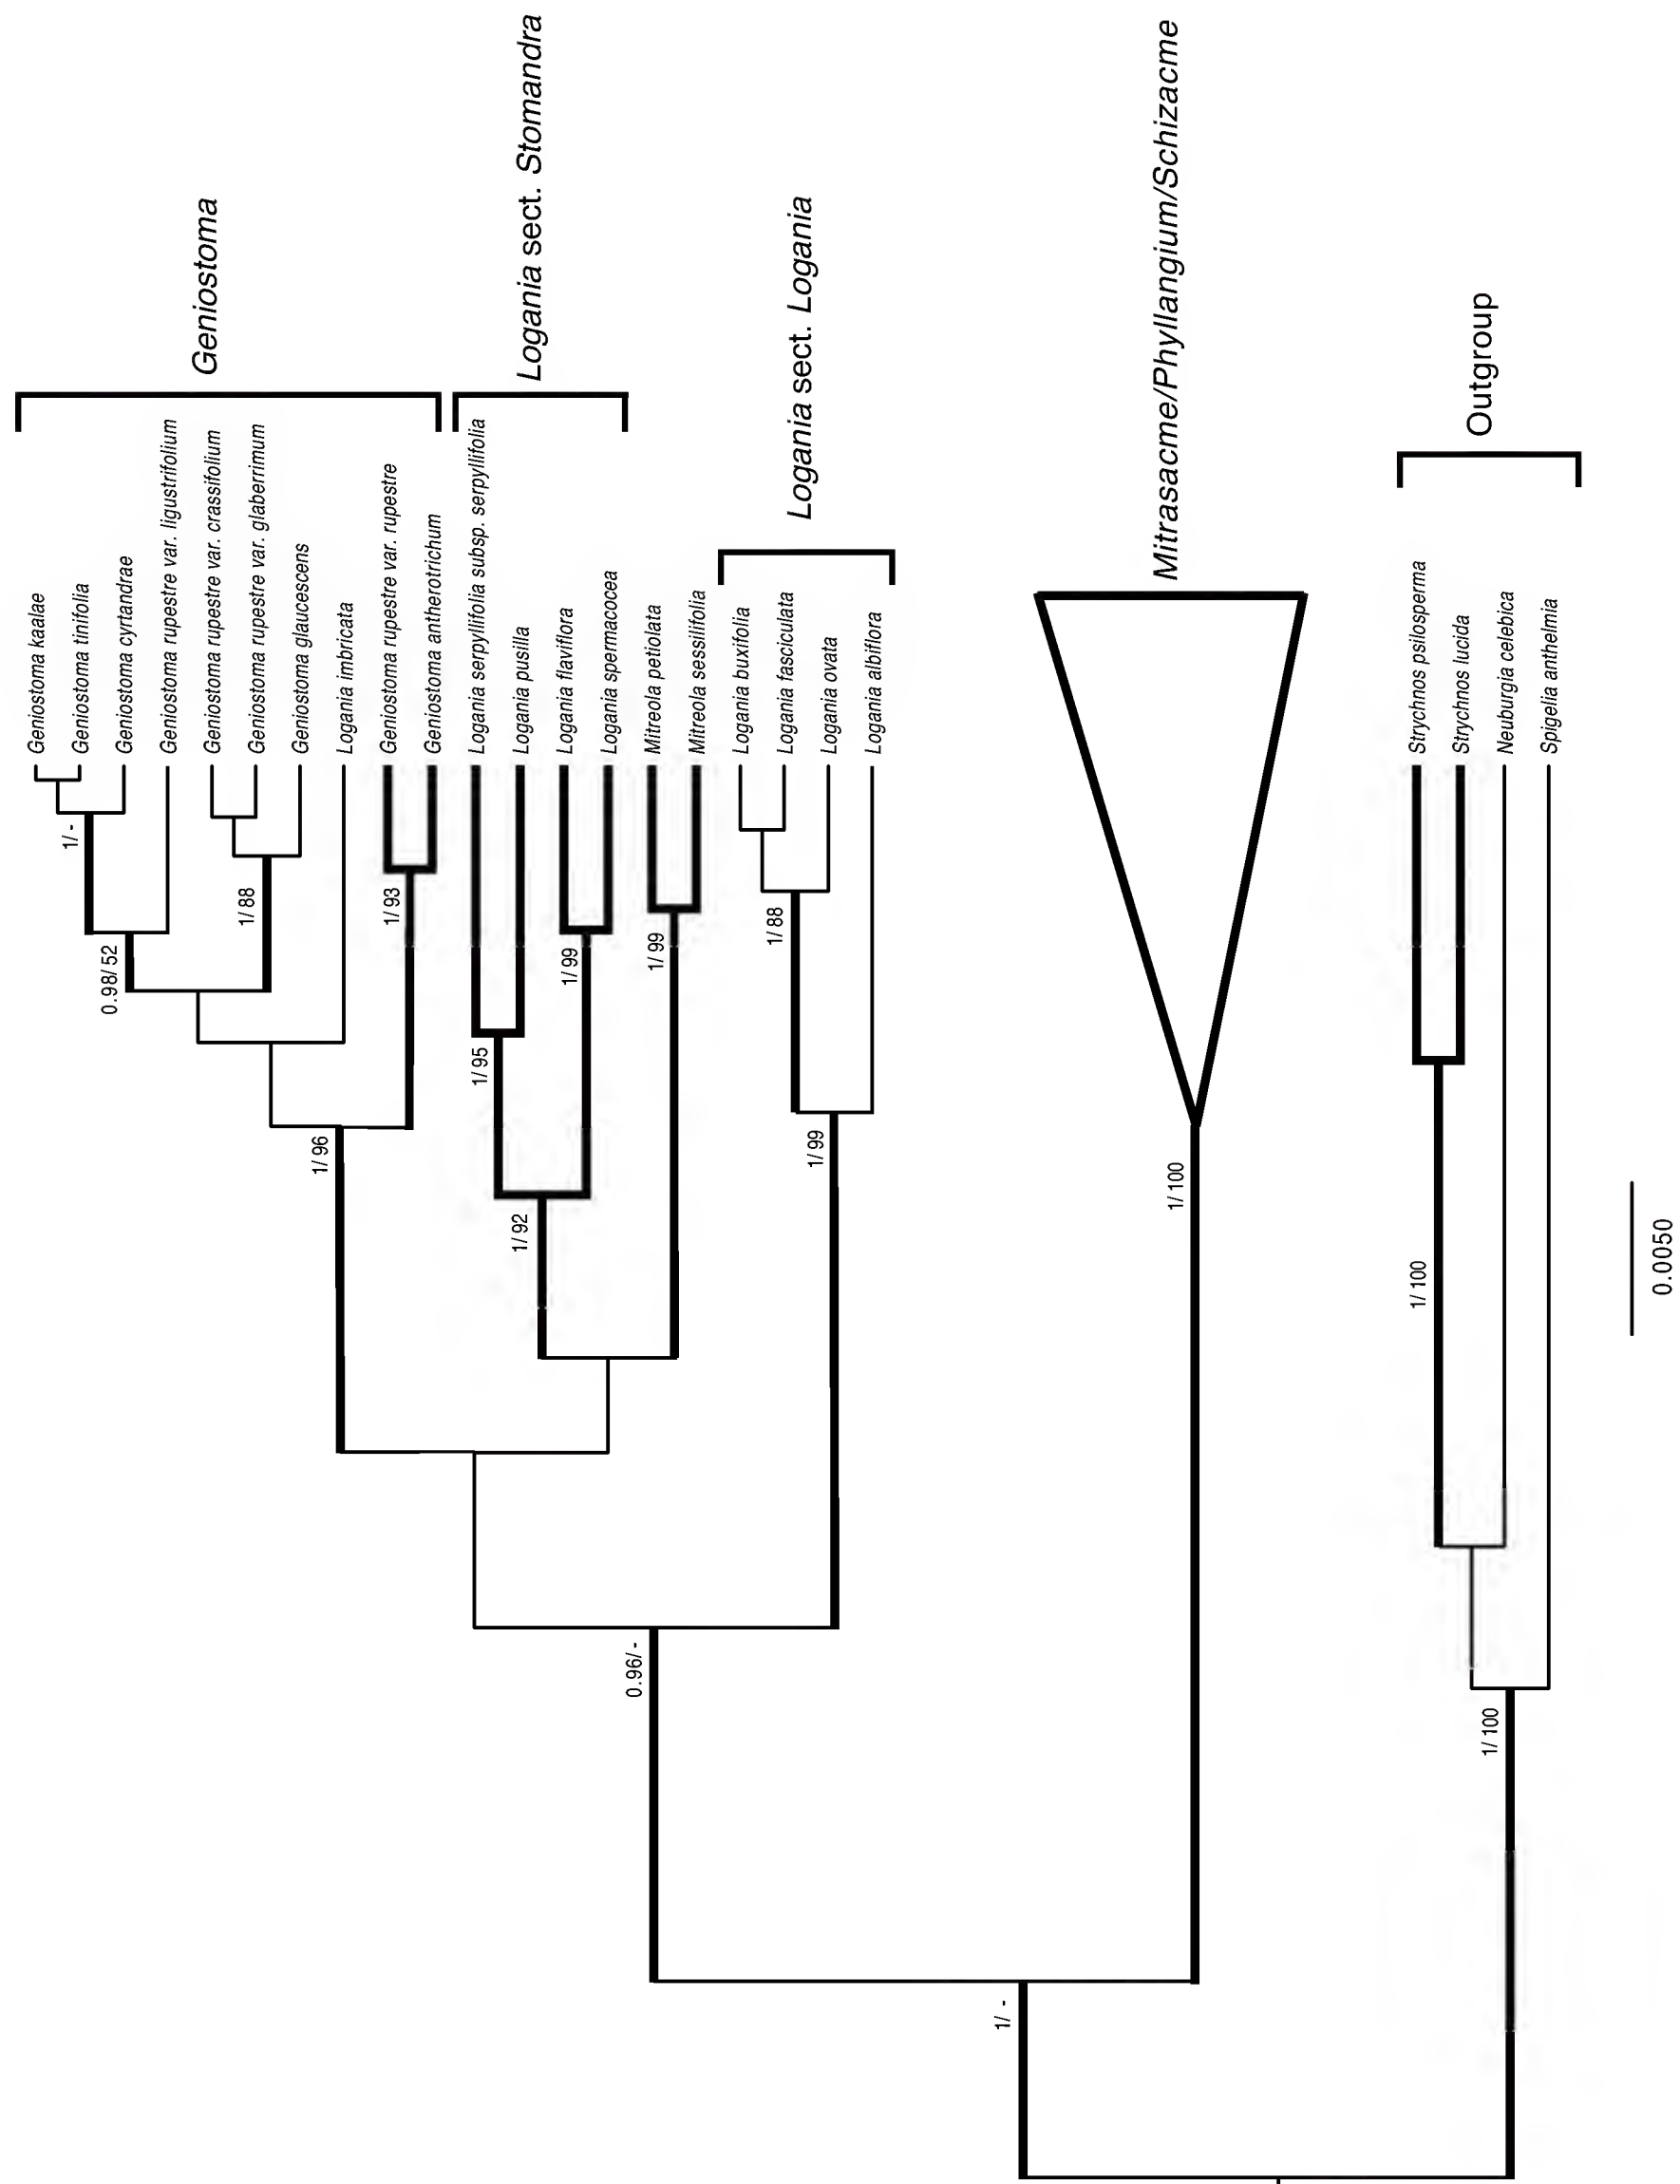 Geniostoma kaalae
Geniostoma tinifolia
Geniostoma cyrtandrae
Geniostoma rupestre var. ligustrifolium
Geniostoma rupestre var. crassifolium
Geniostoma rupestre var. glaberrimum
Geniostoma glaucescens
Logania imbricata
Geniostoma rupestre var. rupestre
Geniostoma antherotrichum
Logania serpyllifolia subsp. serpyllifolia
Logania pusilla
Logania flaviflora
Logania spermacocea
Mitreola petiolata
Mitreola sessilifolia
Logania buxifolia
Logania fasciculata
Logania ovata
Logania albiflora
Strychnos psilosperma
Strychnos lucida
Neuburgia celebica
Spigelia anthelmia
Geniostoma
Logania sect. Stomandra
Logania sect. Logania
Mitrasacme/Phyllangium/Schizacme
Outgroup
1/ -
0.98/ 52
1/ 88
1/ 93
1/ 96
1/ 95
1/ 99
1/ 92
1/ 99
1/ 88
1/ 99
0.96/ -
1/ 100
1/ -
1/ 100
1/ 100
0.0050